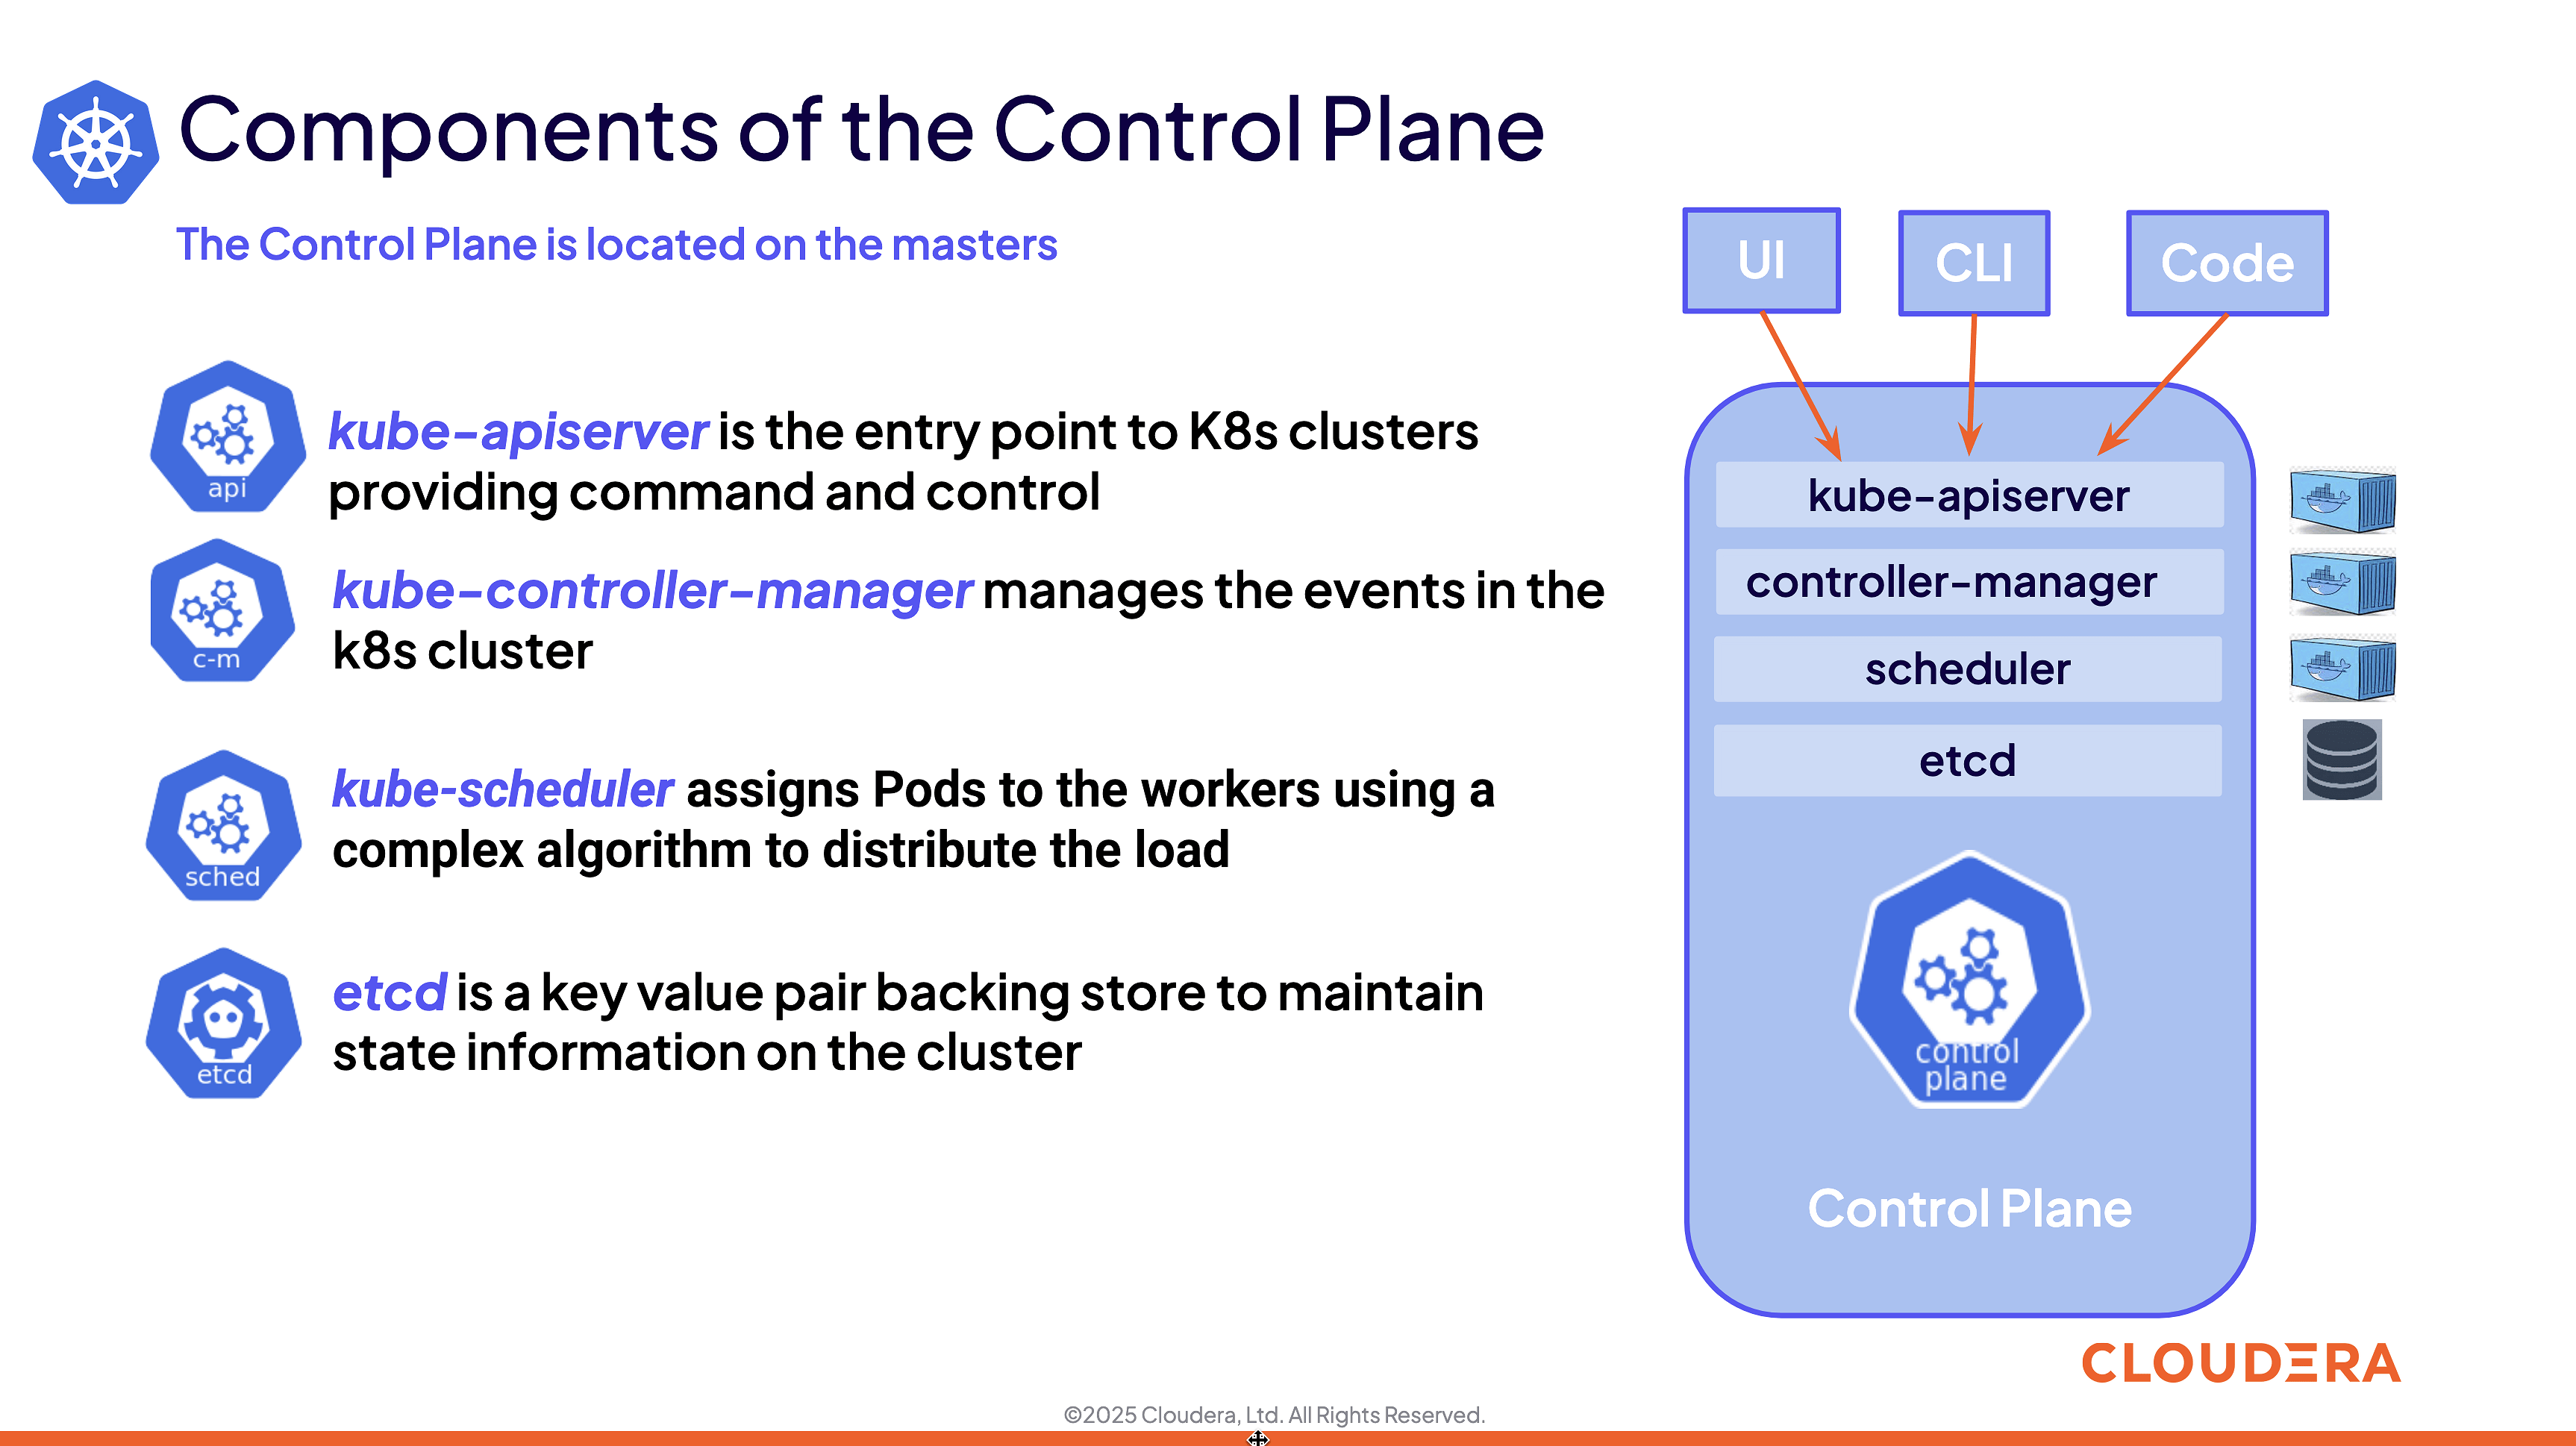 Components of the Control Plane
The Control Plane is located on the masters
api
kube-apiserver is the entry point to K8s clusters
providing command and control
c-m
kube-controller-manager manages the events in the
k8s cluster
sched
kube-scheduler assigns Pods to the workers using a
complex algorithm to distribute the load
etcd
etcd is a key value pair backing store to maintain
state information on the cluster
UI
CLI
Code
kube-apiserver
controller-manager
scheduler
etcd
control
plane
Control Plane
CLOUDERA
©2025 Cloudera, Ltd. All Rights Reserved.